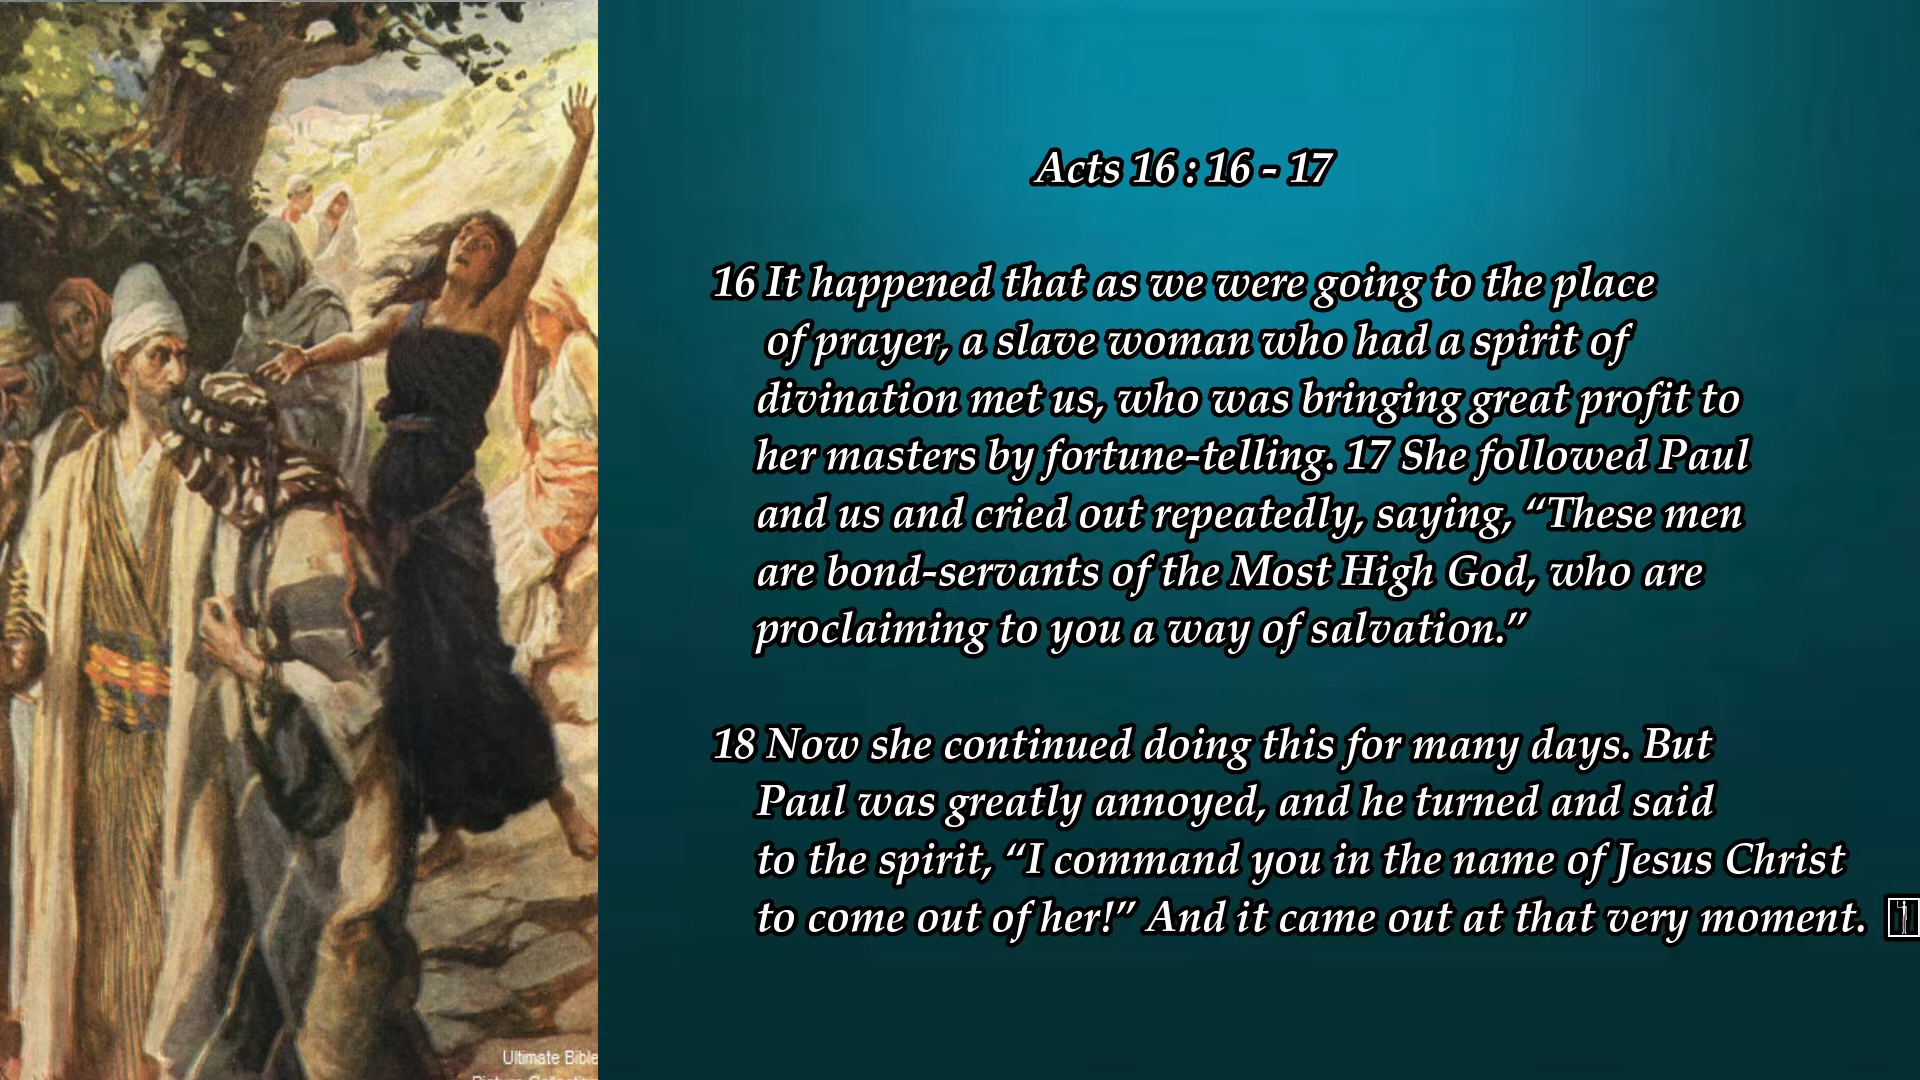 Acts 16 : 16 – 17
16 It happened that as we were going to the place
of prayer, a slave woman who had a spirit of
divination met us, who was bringing great profit to
her masters by fortune-telling. 17 She followed Paul
and us and cried out repeatedly, saying, “These men
are bond-servants of the Most High God, who are
proclaiming to you a way of salvation.”
18 Now she continued doing this for many days. But
Paul was greatly annoyed, and he turned and said
to the spirit, “I command you in the name of Jesus Christ
to come out of her!” And it came out at that very moment.
Ultimate Bible